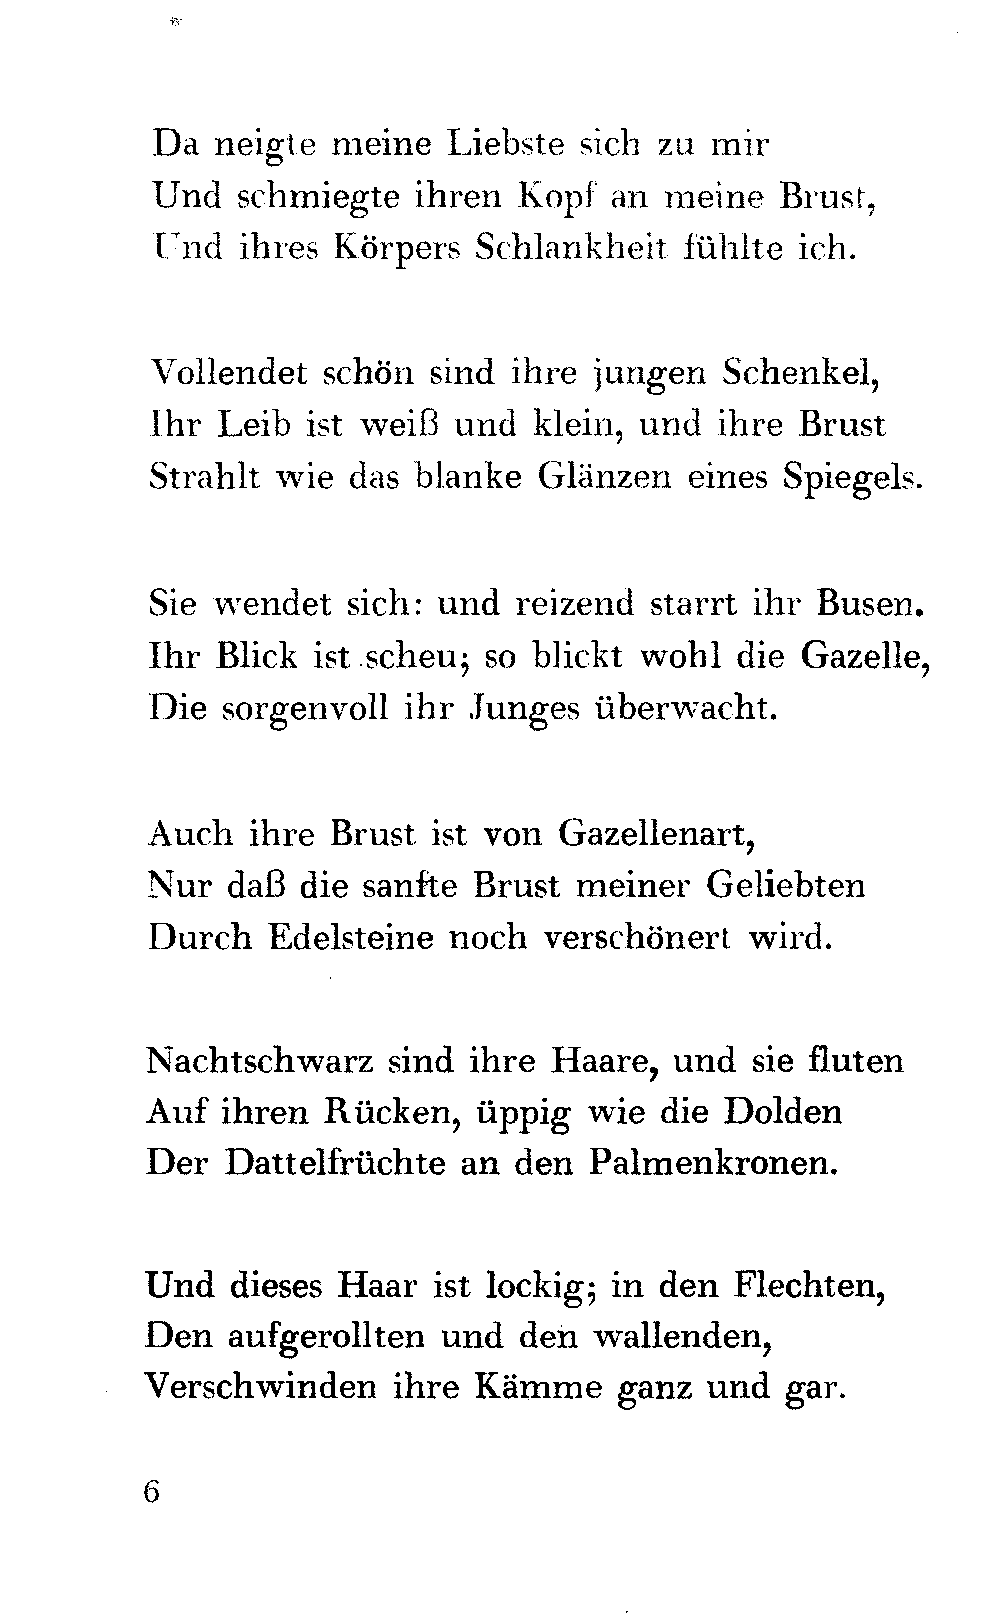 Da neigte meine Liebste sich zu mir
Und schmiegte ihren Kopf an meine Brust,
Und ihres Körpers Schlankheit fühlte ich.
Vollendet schön sind ihre jungen Schenkel,
Ihr Leib ist weiß und klein, und ihre Brust
Strahlt wie das blanke Glänzen eines Spiegels.
Sie wendet sich: und reizend starrt ihr Busen.
Ihr Blick ist scheu; so blickt wohl die Gazelle,
Die sorgenvoll ihr Junges überwacht.
Auch ihre Brust ist von Gazellenart,
Nur daß die sanfte Brust meiner Geliebten
Durch Edelsteine noch verschönert wird.
Nachtschwarz sind ihre Haare, und sie fluten
Auf ihren Rücken, üppig wie die Dolden
Der Dattelfrüchte an den Palmenkronen.
Und dieses Haar ist lockig; in den Flechten,
Den aufgerollten und den wallenden,
Verschwinden ihre Kämme ganz und gar.
6